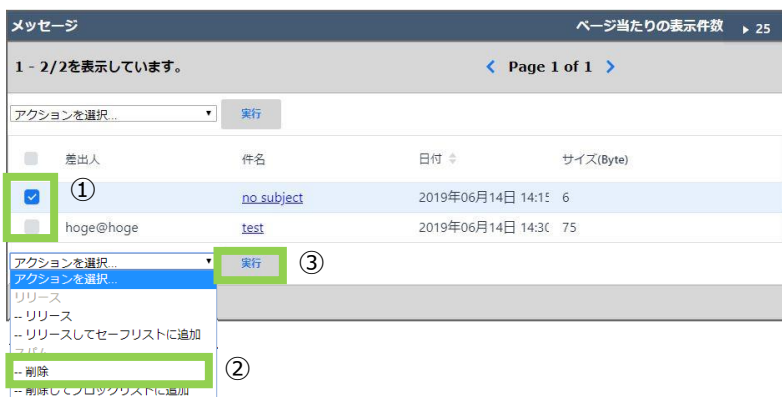 メッセージ ページ当たりの表示件数 ▸ 25
1 - 2/2を表示しています。 < Page 1 of 1 >
アクションを選択... ▼ 実行
差出人 件名 日付 サイズ(Byte)
① no subject 2019年06月14日 14:15 6
hoge@hoge test 2019年06月14日 14:30 75
アクションを選択... ▼ 実行 ③
アクションを選択...
リリース
-- リリース
-- リリースしてセーフリストに追加
スパム
-- 削除 ②
-- 削除してブロックリストに追加